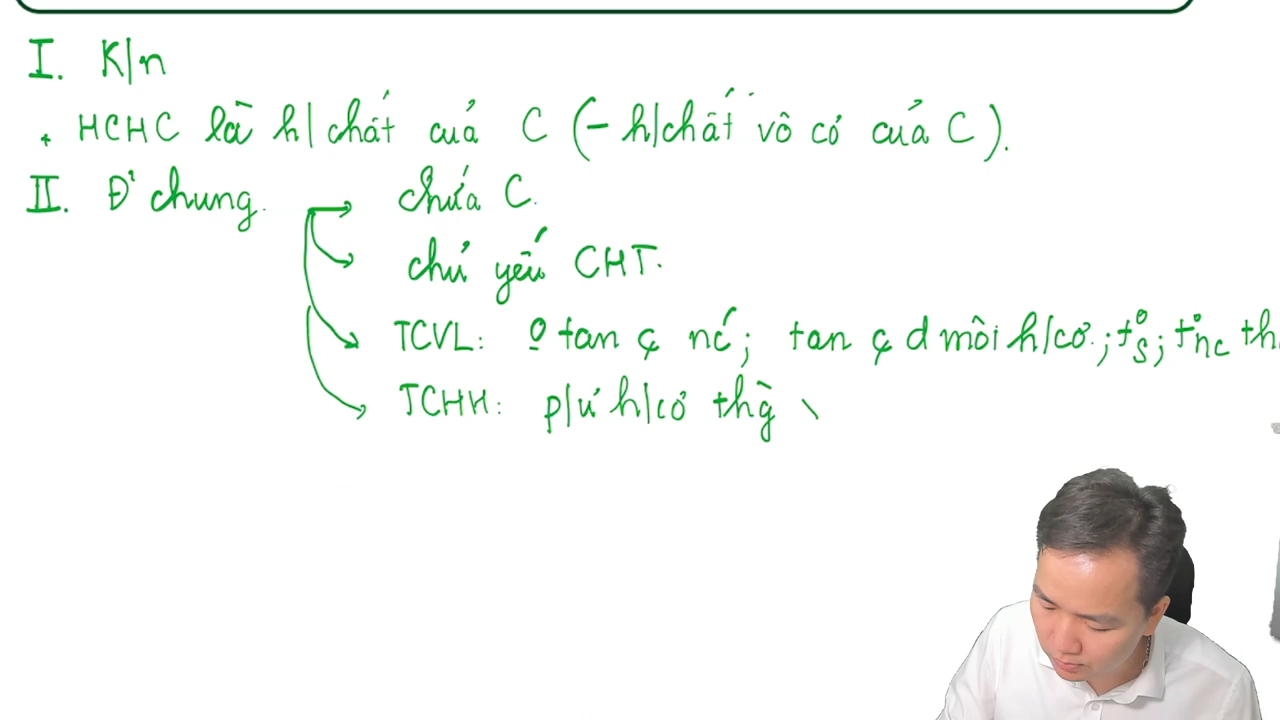 I. K/n
+ HCHC là h/chất của C (- h/chất vô cơ của C).
II. Đ² chung → chứa C.
→ chủ yếu CHT.
→ TCVL: tan nc; tan d môi h/cơ; t°s; t°nc th
→ TCHH: p/ứ h/cơ thg